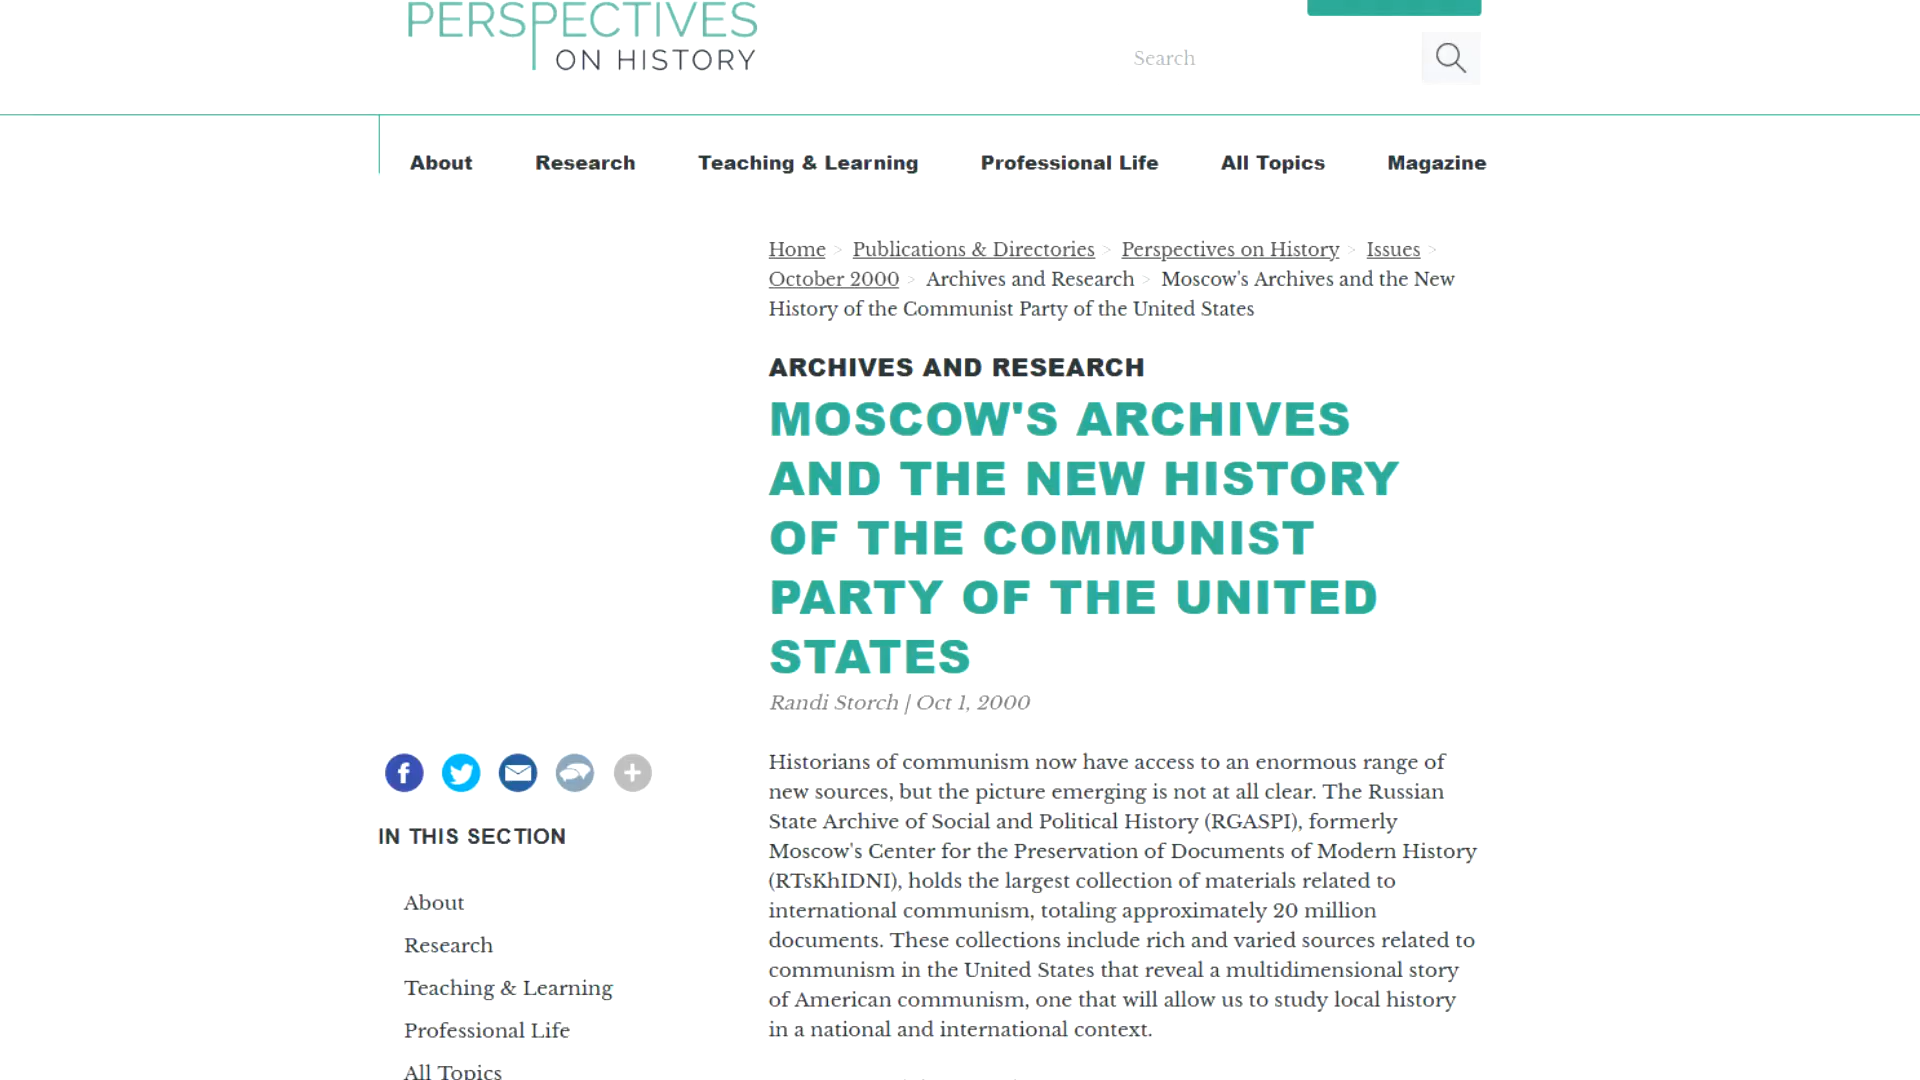 PERSPECTIVES
ON HISTORY
Search
About Research Teaching & Learning Professional Life All Topics Magazine
Home > Publications & Directories > Perspectives on History > Issues >
October 2000 > Archives and Research > Moscow's Archives and the New
History of the Communist Party of the United States
ARCHIVES AND RESEARCH
MOSCOW'S ARCHIVES
AND THE NEW HISTORY
OF THE COMMUNIST
PARTY OF THE UNITED
STATES
Randi Storch | Oct 1, 2000
Historians of communism now have access to an enormous range of
new sources, but the picture emerging is not at all clear. The Russian
State Archive of Social and Political History (RGASPI), formerly
Moscow's Center for the Preservation of Documents of Modern History
(RTsKhIDNI), holds the largest collection of materials related to
international communism, totaling approximately 20 million
documents. These collections include rich and varied sources related to
communism in the United States that reveal a multidimensional story
of American communism, one that will allow us to study local history
in a national and international context.
IN THIS SECTION
About
Research
Teaching & Learning
Professional Life
All Topics